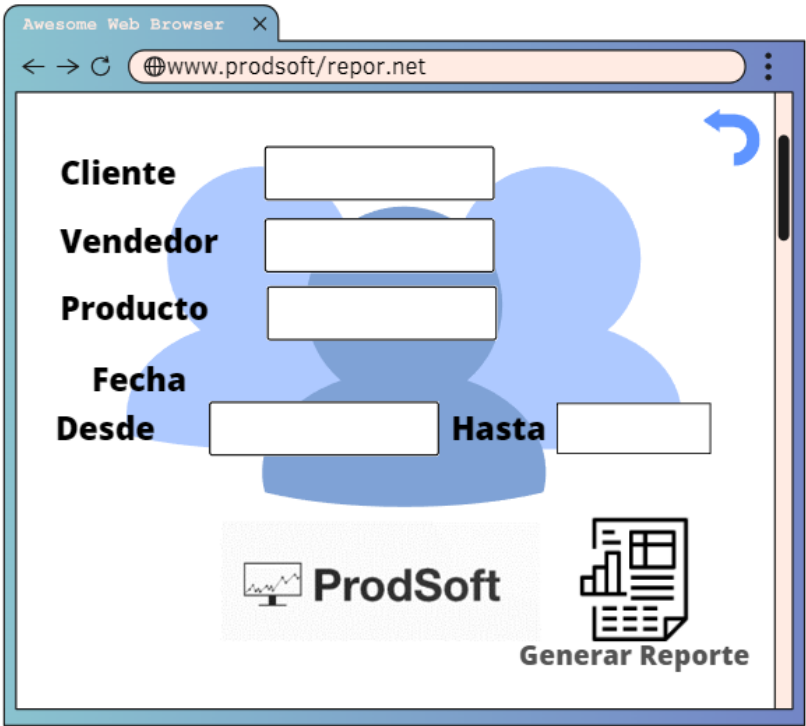 Awesome Web Browser
www.prodsoft/repor.net
Cliente
Vendedor
Producto
Fecha
Desde Hasta
ProdSoft
Generar Reporte